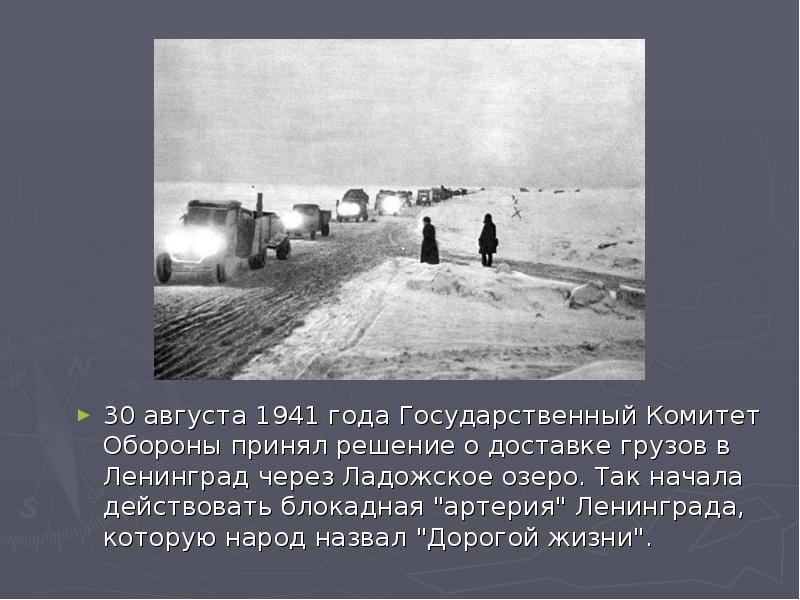 30 августа 1941 года Государственный Комитет
Обороны принял решение о доставке грузов в
Ленинград через Ладожское озеро. Так начала
действовать блокадная "артерия" Ленинграда,
которую народ назвал "Дорогой жизни".
N
S